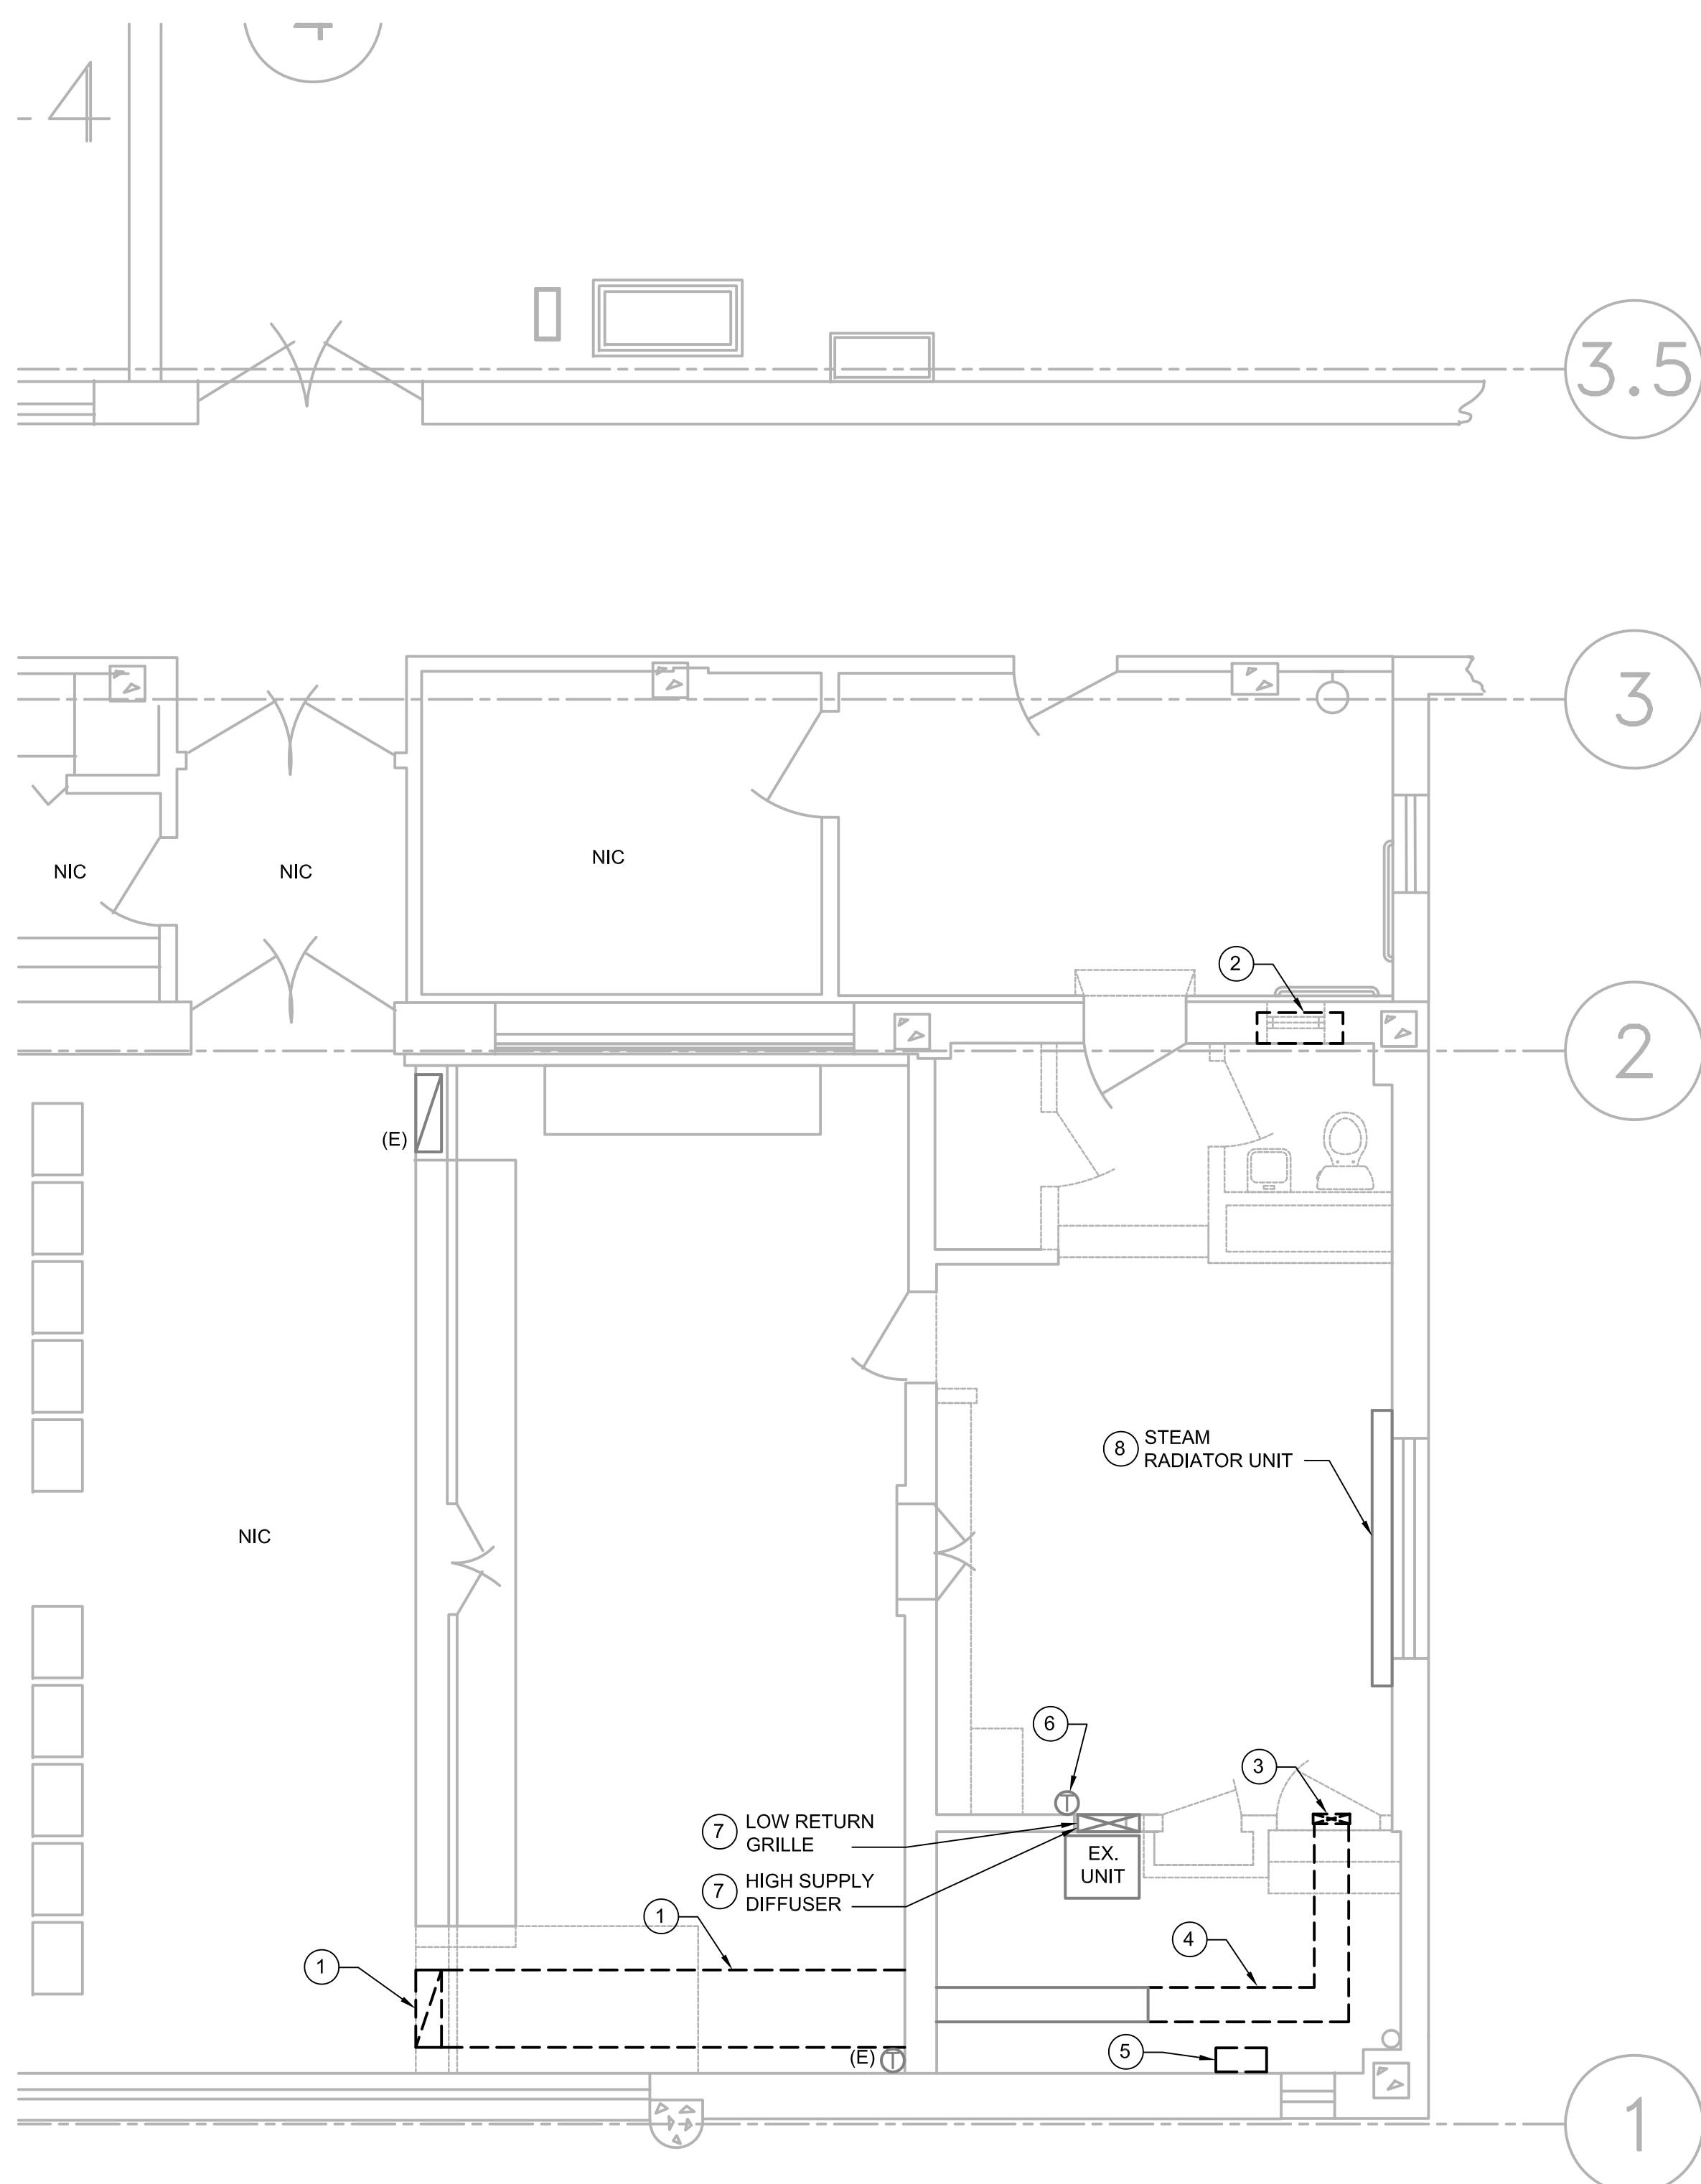 4
4
3.5
3
NIC
NIC
NIC
2
2
(E)
8
STEAM
RADIATOR UNIT
NIC
6
3
7
LOW RETURN
GRILLE
EX.
UNIT
7
HIGH SUPPLY
DIFFUSER
1
4
1
(E)
T
T
5
1